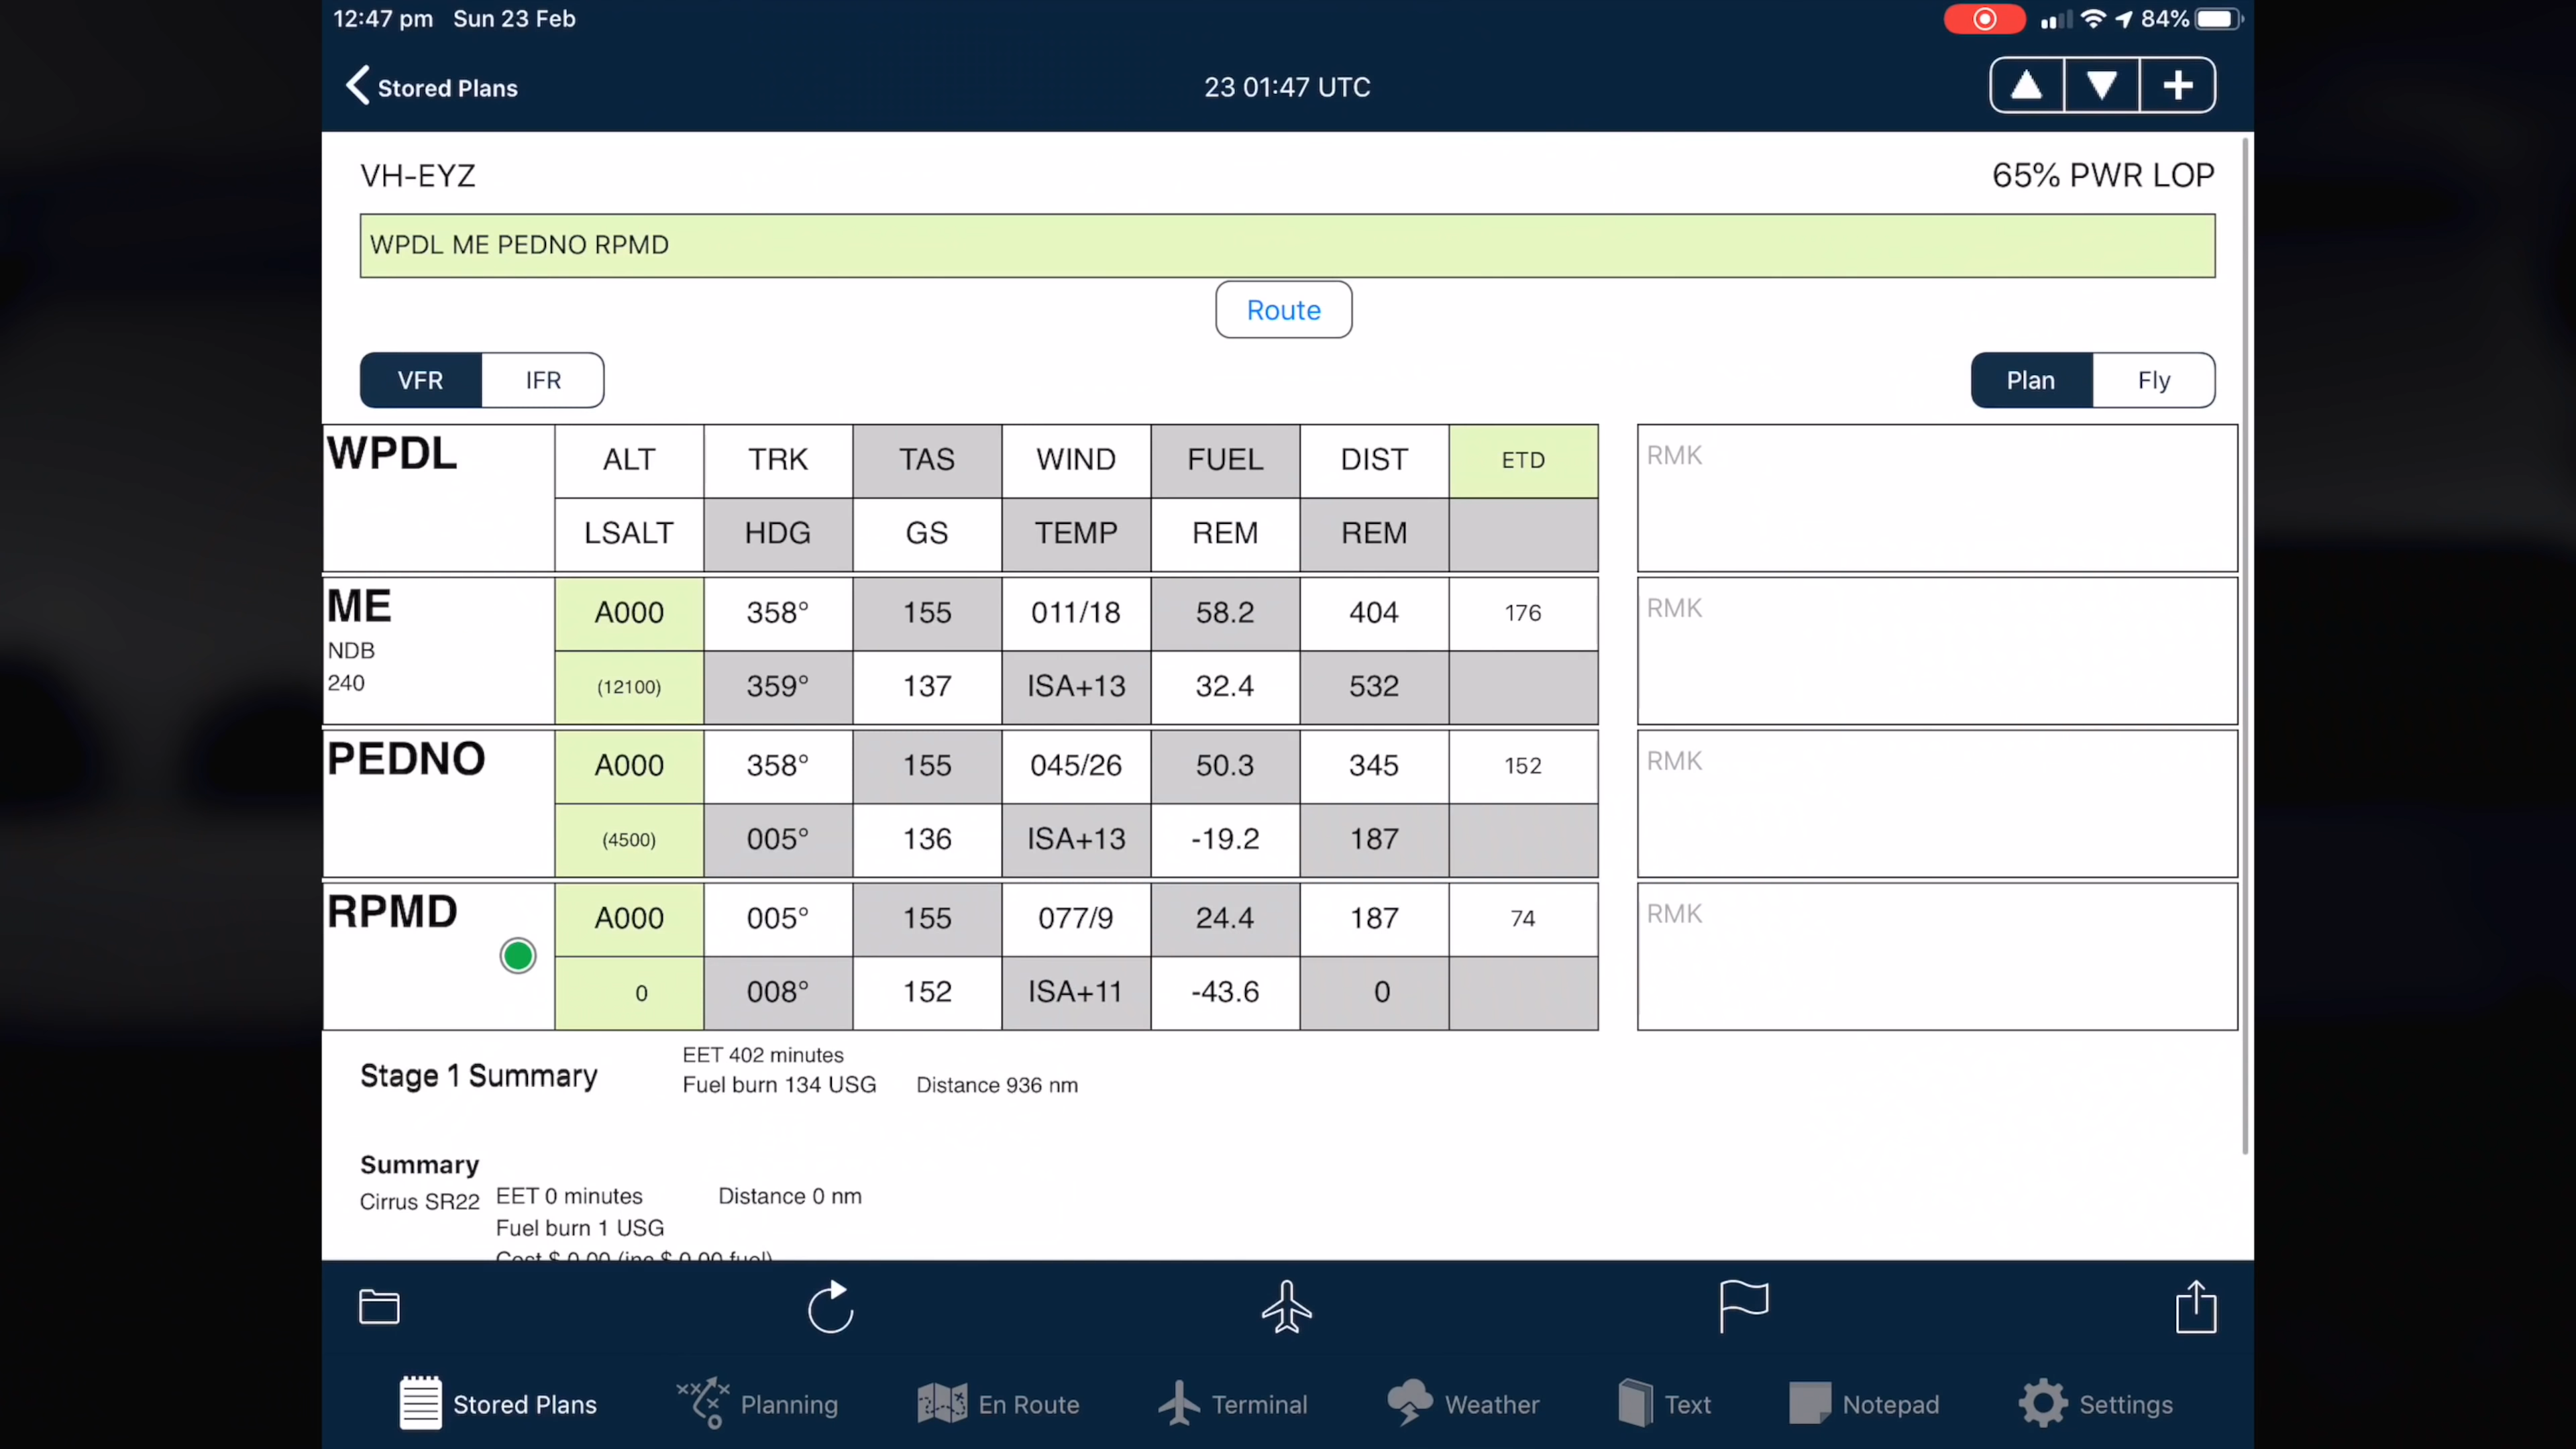 12:47 pm Sun 23 Feb
84%
Stored Plans
23 01:47 UTC
VH-EYZ
65% PWR LOP
WPDL ME PEDNO RPMD
Route
VFR IFR
Plan Fly
WPDL ALT TRK TAS WIND FUEL DIST ETD RMK
LSALT HDG GS TEMP REM REM
ME A000 358° 155 011/18 58.2 404 176 RMK
NDB
240 (12100) 359° 137 ISA+13 32.4 532
PEDNO A000 358° 155 045/26 50.3 345 152 RMK
(4500) 005° 136 ISA+13 -19.2 187
RPMD A000 005° 155 077/9 24.4 187 74 RMK
0 008° 152 ISA+11 -43.6 0
Stage 1 Summary
EET 402 minutes
Fuel burn 134 USG Distance 936 nm
Summary
Cirrus SR22 EET 0 minutes Distance 0 nm
Fuel burn 1 USG
Cost $ 0.00 (inc $ 0.00 fuel)
Stored Plans Planning En Route Terminal Weather Text Notepad Settings